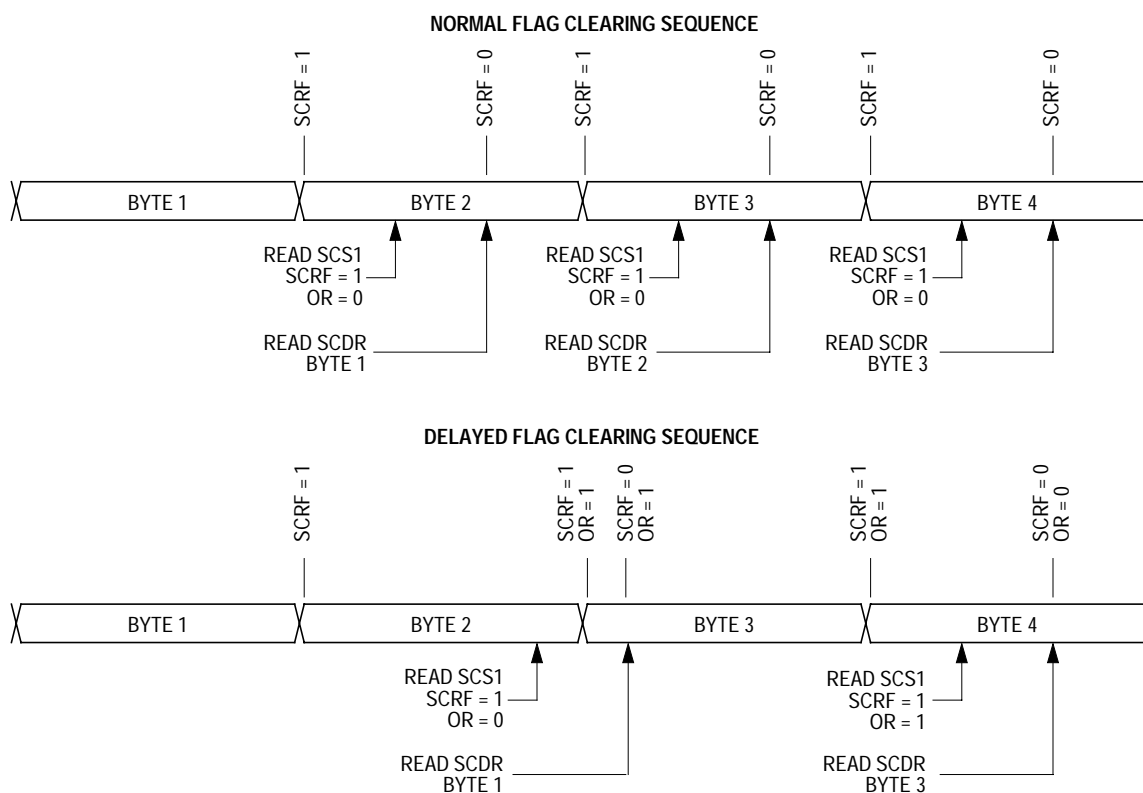 NORMAL FLAG CLEARING SEQUENCE
SCRF = 1
SCRF = 0
SCRF = 1
SCRF = 0
SCRF = 1
SCRF = 0
BYTE 1
BYTE 2
BYTE 3
BYTE 4
READ SCS1
SCRF = 1
OR = 0
READ SCS1
SCRF = 1
OR = 0
READ SCS1
SCRF = 1
OR = 0
READ SCDR
BYTE 1
READ SCDR
BYTE 2
READ SCDR
BYTE 3
DELAYED FLAG CLEARING SEQUENCE
SCRF = 1
SCRF = 1
OR = 1
SCRF = 0
OR = 1
SCRF = 1
OR = 1
SCRF = 0
OR = 0
BYTE 1
BYTE 2
BYTE 3
BYTE 4
READ SCS1
SCRF = 1
OR = 0
READ SCS1
SCRF = 1
OR = 1
READ SCDR
BYTE 1
READ SCDR
BYTE 3